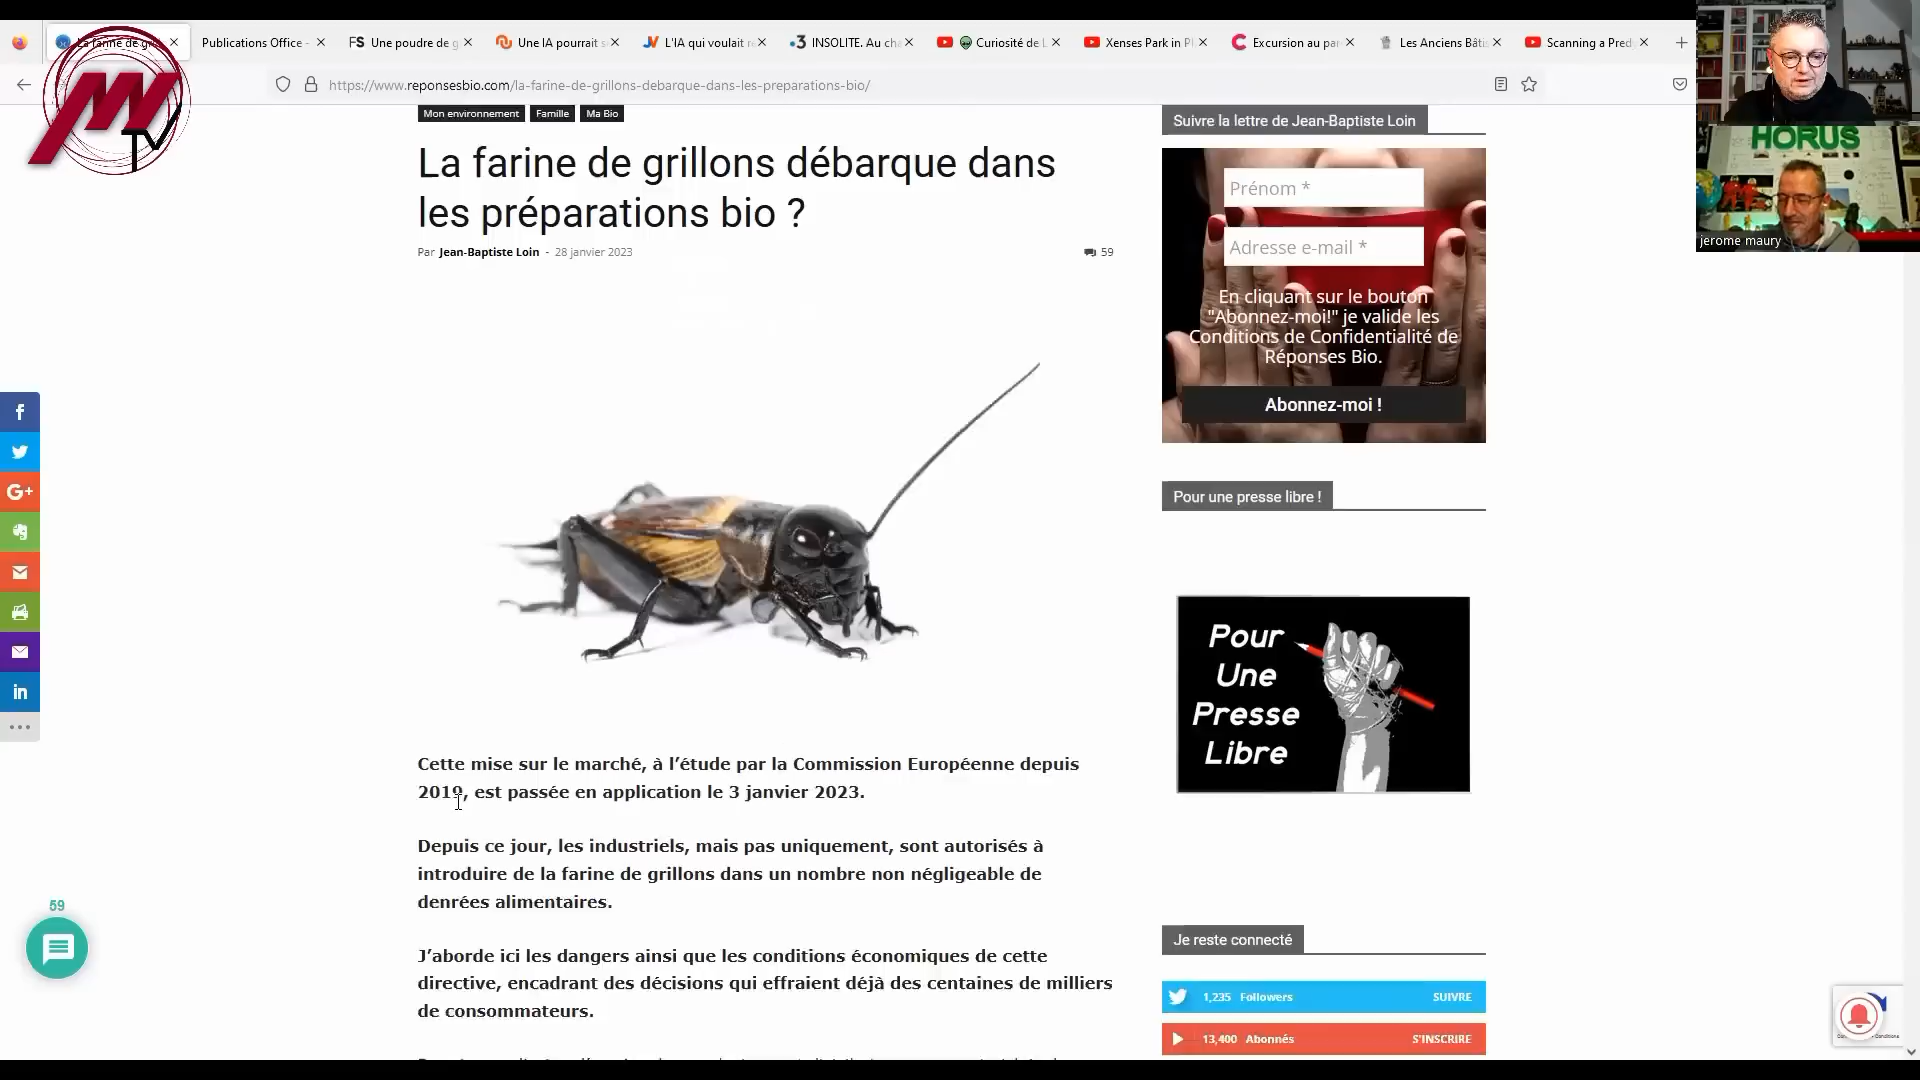 La farine de gr
Publications Office -
FS Une poudre de g
Une IA pourrait s
L'IA qui voulait r
3 INSOLITE. Au ch
Curiosité de L
Xenses Park in P
Excursion au par
Les Anciens Bâti
Scanning a Pred
https://www.reponsesbio.com/la-farine-de-grillons-debarque-dans-les-preparations-bio/
MTV
HORUS
jerome maury
Mon environnement
Famille
Ma Bio
La farine de grillons débarque dans
les préparations bio ?
Par Jean-Baptiste Loin - 28 janvier 2023
59
Cette mise sur le marché, à l’étude par la Commission Européenne depuis
2019, est passée en application le 3 janvier 2023.
Depuis ce jour, les industriels, mais pas uniquement, sont autorisés à
introduire de la farine de grillons dans un nombre non négligeable de
denrées alimentaires.
J’aborde ici les dangers ainsi que les conditions économiques de cette
directive, encadrant des décisions qui effraient déjà des centaines de milliers
de consommateurs.
G+
in
59
Suivre la lettre de Jean-Baptiste Loin
Prénom *
Adresse e-mail *
En cliquant sur le bouton
"Abonnez-moi!" je valide les
Conditions de Confidentialité de
Réponses Bio.
Abonnez-moi !
Pour une presse libre !
Pour
Une
Presse
Libre
Je reste connecté
1,235 Followers
SUIVRE
13,400 Abonnés
S'INSCRIRE